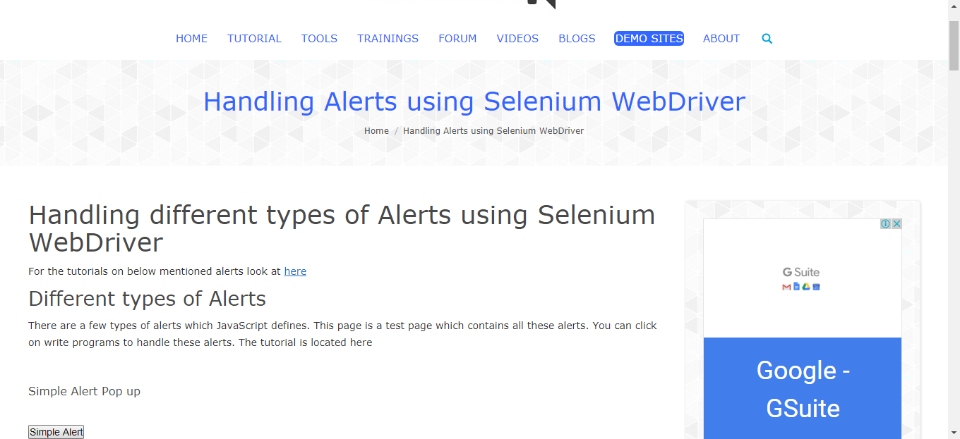 HOME TUTORIAL TOOLS TRAININGS FORUM VIDEOS BLOGS DEMO SITES ABOUT
Handling Alerts using Selenium WebDriver
Home / Handling Alerts using Selenium WebDriver
Handling different types of Alerts using Selenium
WebDriver
For the tutorials on below mentioned alerts look at here
Different types of Alerts
There are a few types of alerts which JavaScript defines. This page is a test page which contains all these alerts. You can click
on write programs to handle these alerts. The tutorial is located here
Simple Alert Pop up
Simple Alert
G Suite
Google -
GSuite